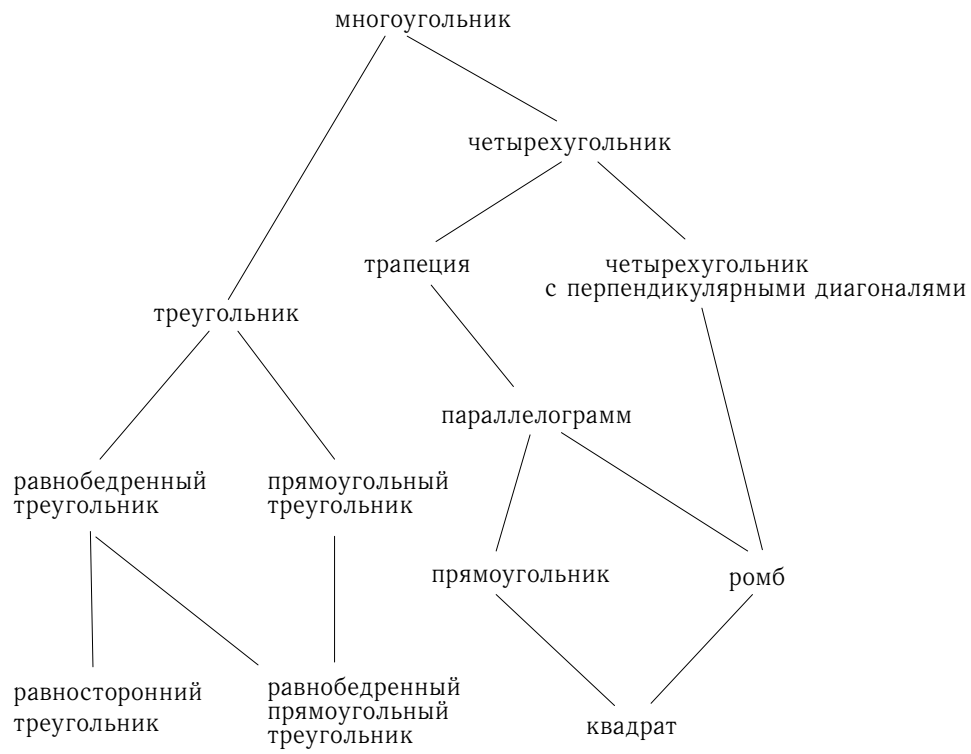 многоугольник
четырехугольник
трапеция
четырехугольник
с перпендикулярными диагоналями
треугольник
параллелограмм
равнобедренный
треугольник
прямоугольный
треугольник
прямоугольник
ромб
равносторонний
треугольник
равнобедренный
прямоугольный
треугольник
квадрат